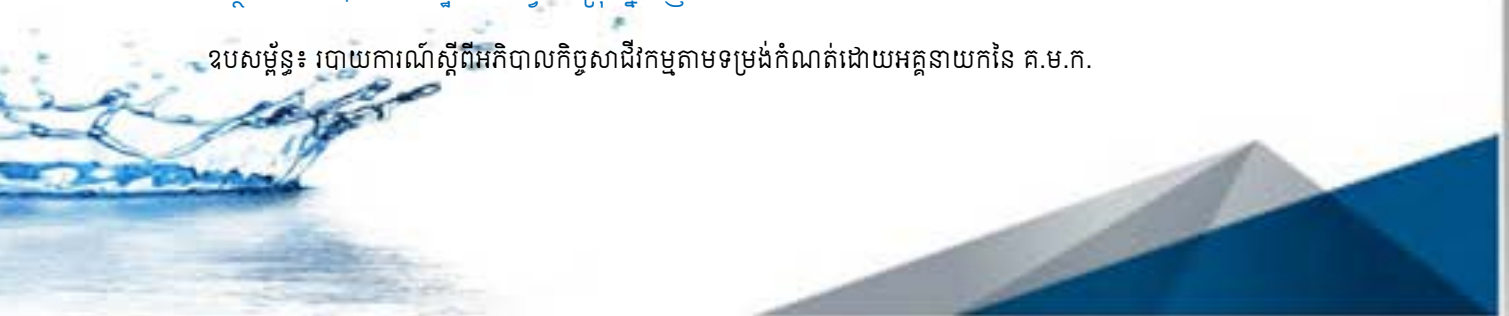 ឧបសម្ព័ន្ធ៖ របាយការណ៍ស្តីពីអភិបាលកិច្ចសាជីវកម្មតាមទម្រង់កំណត់ដោយអគ្គនាយកនៃ គ.ម.ក.